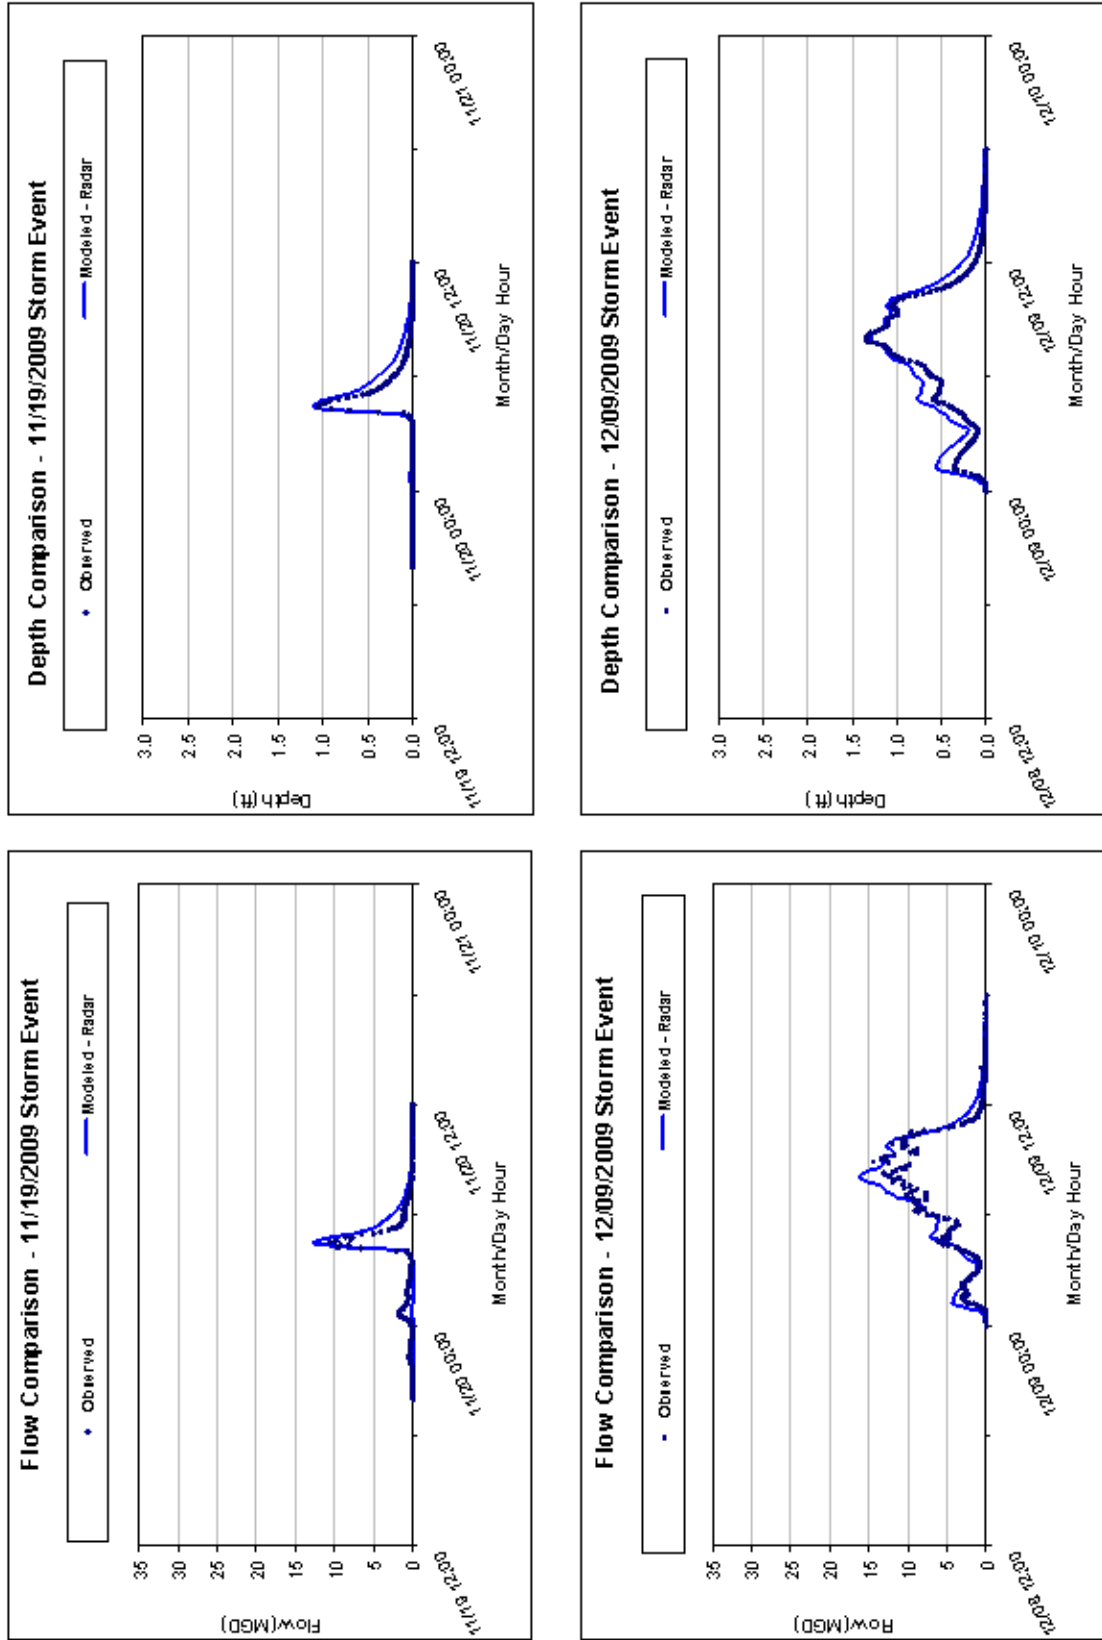 Flow Comparison - 11/19/2009 Storm Event
Observed
Modeled - Radar
35
30
25
20
15
10
5
0
Flow(MGD)
11/19 12:00
11/20 00:00
11/20 12:00
11/21 00:00
Month/Day Hour
Depth Comparison - 11/19/2009 Storm Event
Observed
Modeled - Radar
3.0
2.5
2.0
1.5
1.0
0.5
0.0
Depth(ft)
11/19 12:00
11/20 00:00
11/20 12:00
11/21 00:00
Month/Day Hour
Flow Comparison - 12/09/2009 Storm Event
Observed
Modeled - Radar
35
30
25
20
15
10
5
0
Flow(MGD)
12/08 12:00
12/09 00:00
12/09 12:00
12/10 00:00
Month/Day Hour
Depth Comparison - 12/09/2009 Storm Event
Observed
Modeled - Radar
3.0
2.5
2.0
1.5
1.0
0.5
0.0
Depth(ft)
12/08 12:00
12/09 00:00
12/09 12:00
12/10 00:00
Month/Day Hour